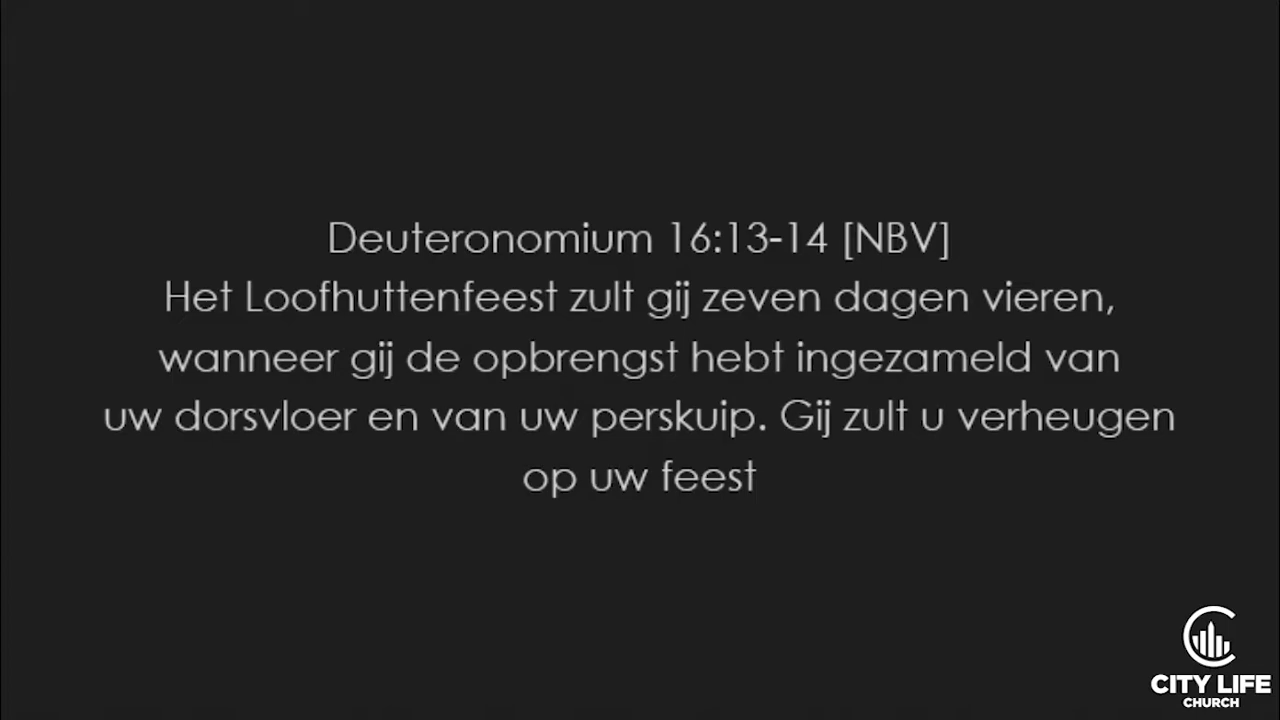 Deuteronomium 16:13-14 [NBV]
Het Loofhuttenfeest zult gij zeven dagen vieren,
wanneer gij de opbrengst hebt ingezameld van
uw dorsvloer en van uw perskuip. Gij zult u verheugen
op uw feest
CITY LIFE
CHURCH